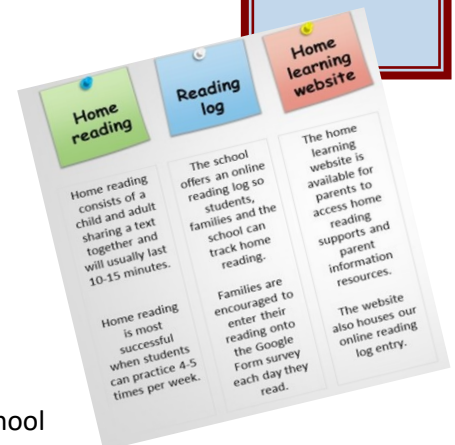 Home
reading
Home reading
consists of a
child and adult
sharing a text
together and
will usually last
10-15 minutes.
Home reading
is most
successful
when students
can practice 4-5
times per week.
Reading
log
The school
offers an online
reading log so
students,
families and the
school can
track home
reading.
Families are
encouraged to
enter their
reading onto
the Google
Form survey
each day they
read.
Home
learning
website
The home
learning
website is
available for
parents to
access home
reading
supports and
parent
information
resources.
The website
also houses our
online reading
log entry.